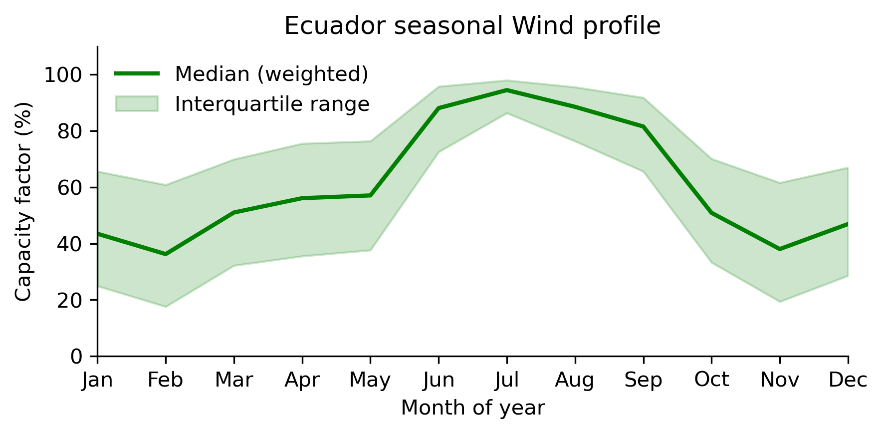 Ecuador seasonal Wind profile
Median (weighted)
Interquartile range
Capacity factor (%)
100
80
60
40
20
0
Jan Feb Mar Apr May Jun Jul Aug Sep Oct Nov Dec
Month of year